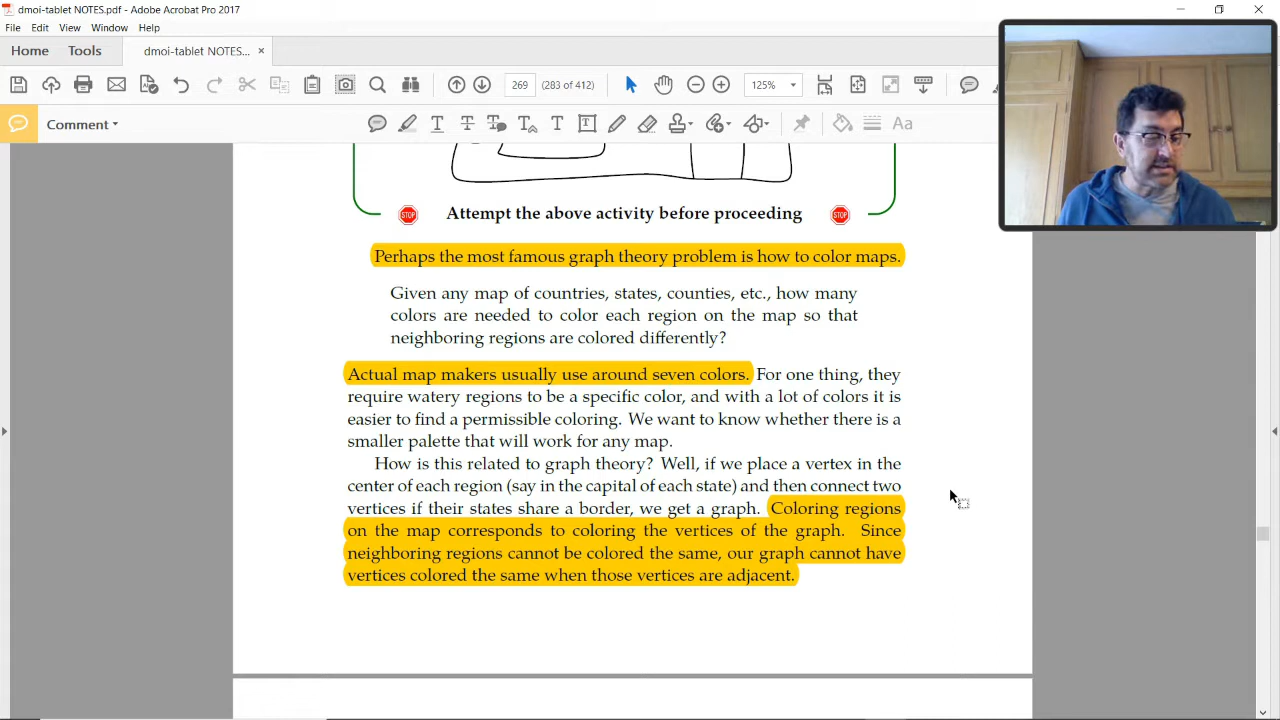 dmoi-tablet NOTES.pdf - Adobe Acrobat Pro 2017
File Edit View Window Help
Home Tools dmoi-tablet NOTES... ×
269 (283 of 412) 125%
Comment
Aa
STOP Attempt the above activity before proceeding STOP
Perhaps the most famous graph theory problem is how to color maps.
Given any map of countries, states, counties, etc., how many
colors are needed to color each region on the map so that
neighboring regions are colored differently?
Actual map makers usually use around seven colors. For one thing, they
require watery regions to be a specific color, and with a lot of colors it is
easier to find a permissible coloring. We want to know whether there is a
smaller palette that will work for any map.
How is this related to graph theory? Well, if we place a vertex in the
center of each region (say in the capital of each state) and then connect two
vertices if their states share a border, we get a graph. Coloring regions
on the map corresponds to coloring the vertices of the graph. Since
neighboring regions cannot be colored the same, our graph cannot have
vertices colored the same when those vertices are adjacent.